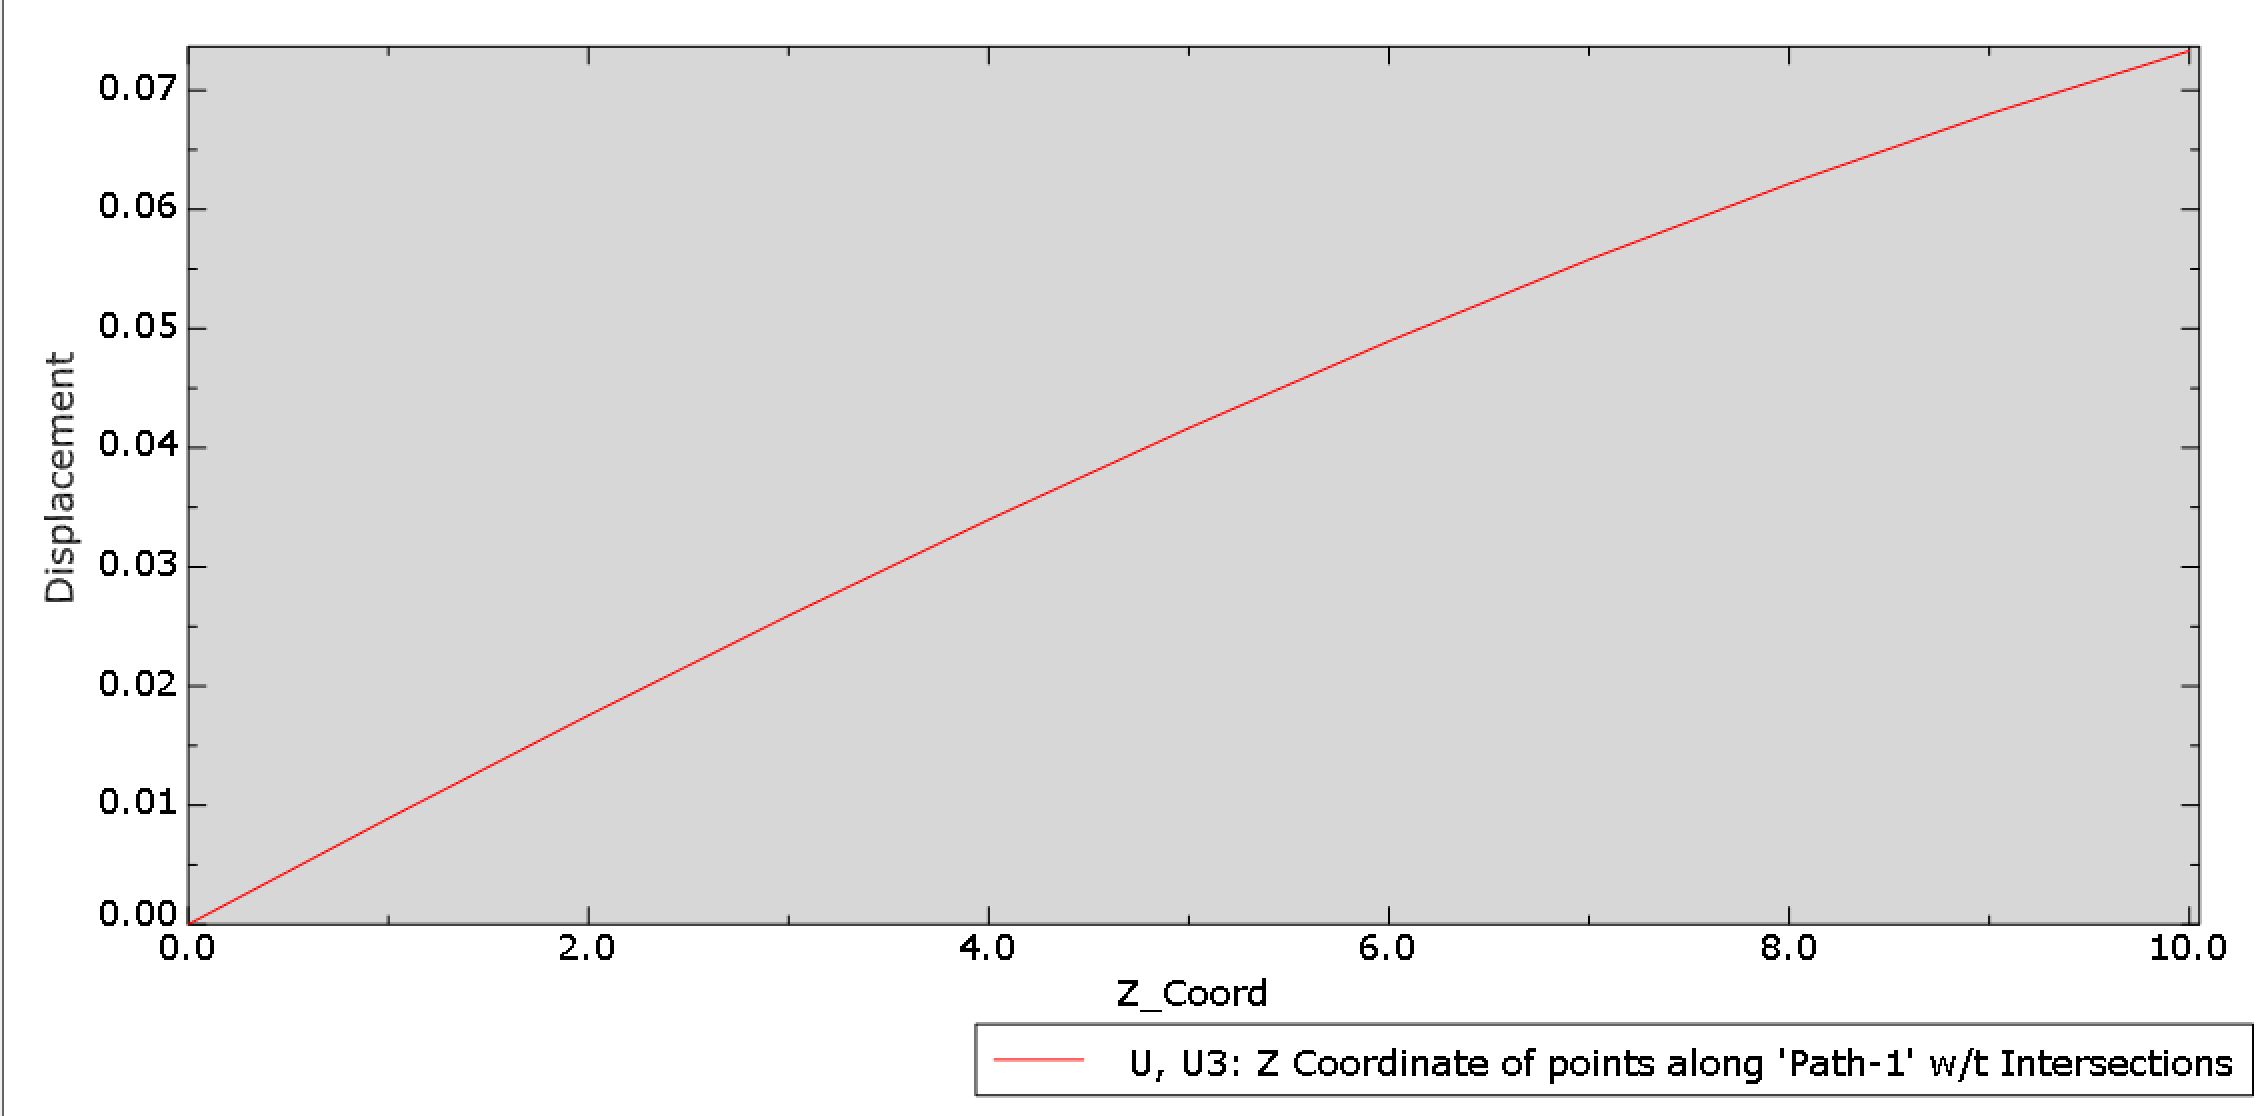 0.07
0.06
0.05
0.04
0.03
0.02
0.01
0.00
Displacement
0.0 2.0 4.0 6.0 8.0 10.0
Z_Coord
U, U3: Z Coordinate of points along 'Path-1' w/t Intersections